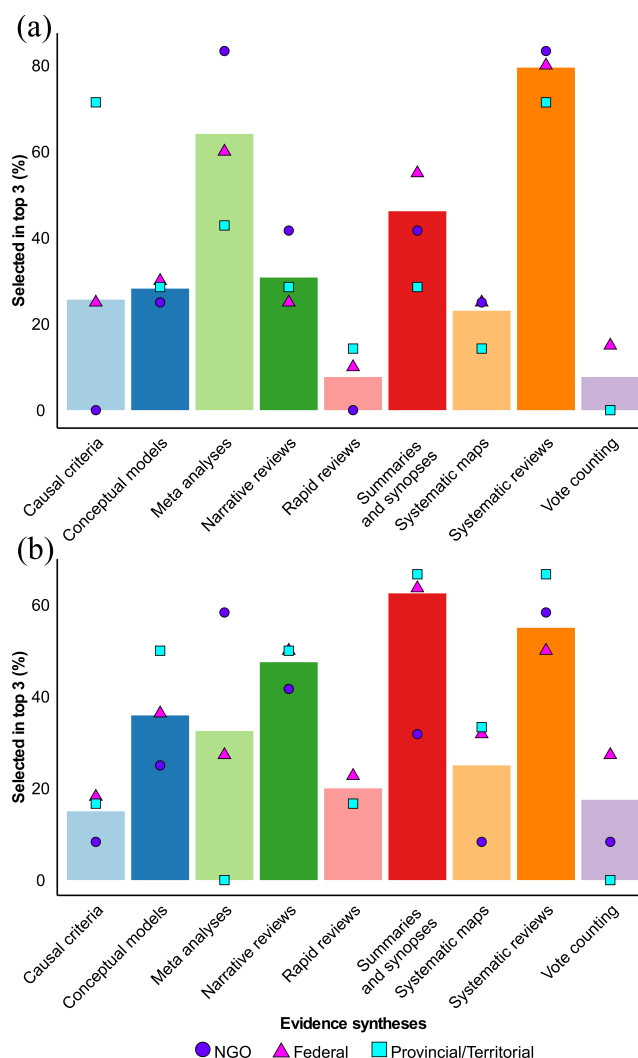 (a)
Selected in top 3 (%)
80
60
40
20
0
Causal criteria
Conceptual models
Meta analyses
Narrative reviews
Rapid reviews
Summaries
and synopses
Systematic maps
Systematic reviews
Vote counting
(b)
Selected in top 3 (%)
60
40
20
0
Causal criteria
Conceptual models
Meta analyses
Narrative reviews
Rapid reviews
Summaries
and synopses
Systematic maps
Systematic reviews
Vote counting
Evidence syntheses
NGO Federal Provincial/Territorial